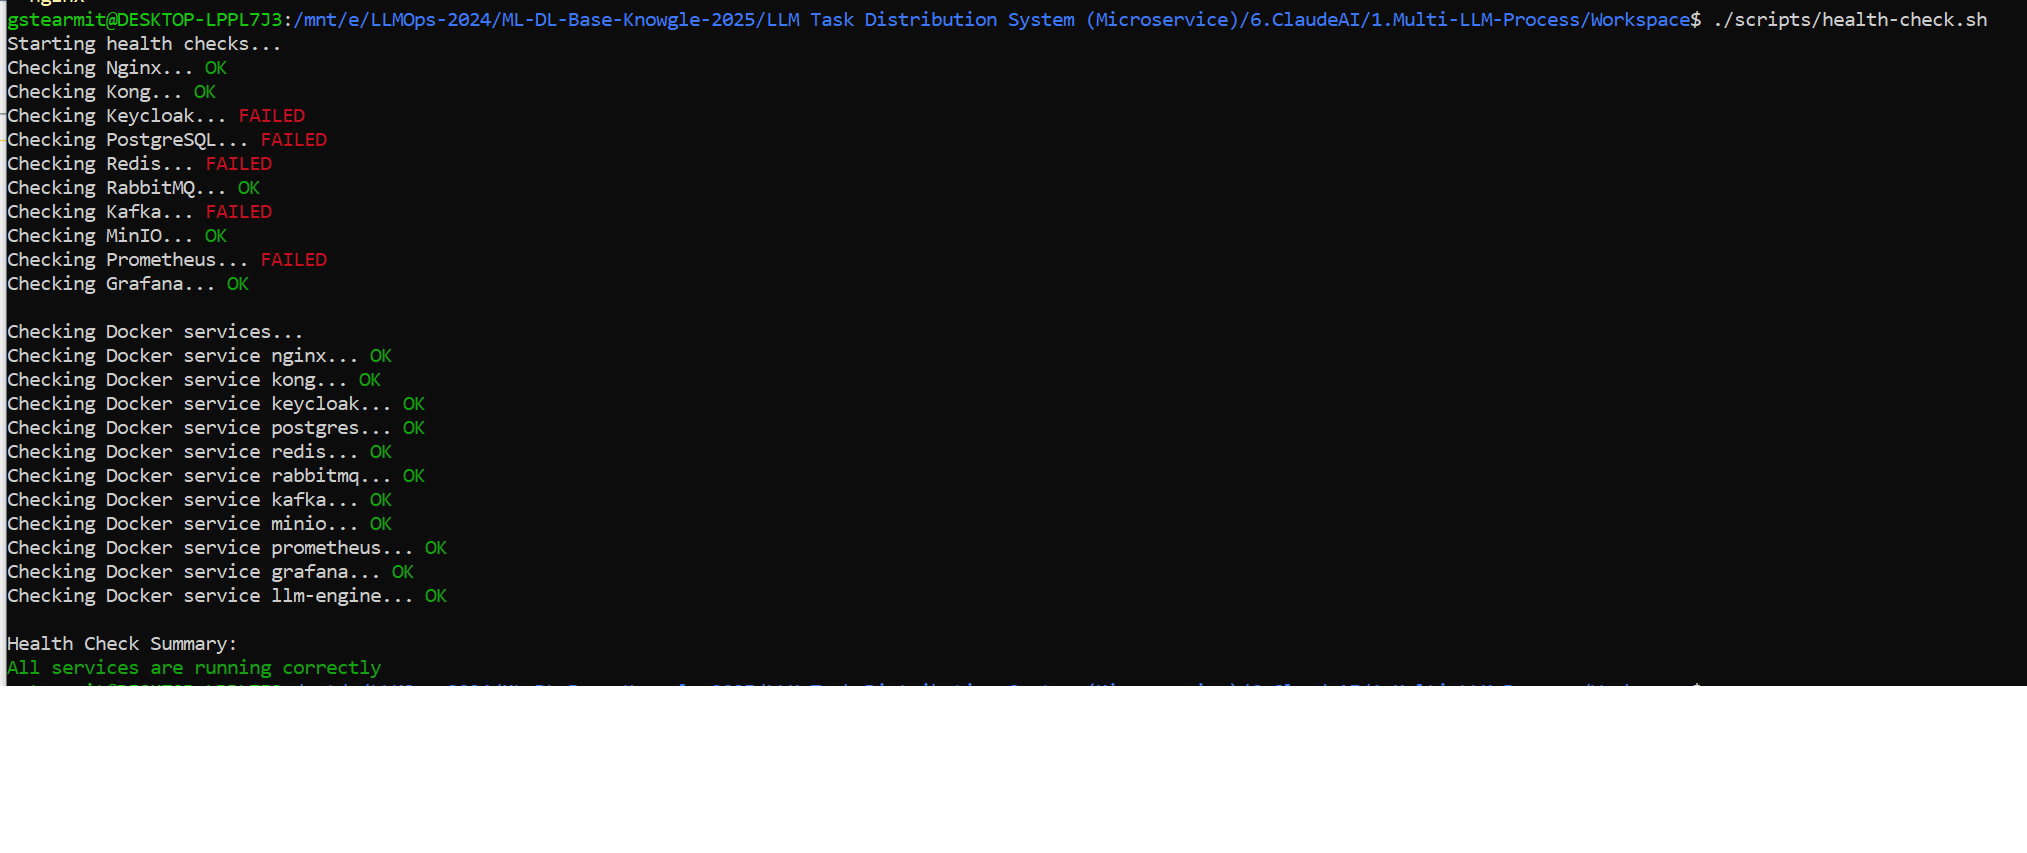 gstearmit@DESKTOP-LPPL7J3:/mnt/e/LLMOps-2024/ML-DL-Base-Knowgle-2025/LLM Task Distribution System (Microservice)/6.ClaudeAI/1.Multi-LLM-Process/Workspace$ ./scripts/health-check.sh
Starting health checks...
Checking Nginx... OK
Checking Kong... OK
Checking Keycloak... FAILED
Checking PostgreSQL... FAILED
Checking Redis... FAILED
Checking RabbitMQ... OK
Checking Kafka... FAILED
Checking MinIO... OK
Checking Prometheus... FAILED
Checking Grafana... OK
Checking Docker services...
Checking Docker service nginx... OK
Checking Docker service kong... OK
Checking Docker service keycloak... OK
Checking Docker service postgres... OK
Checking Docker service redis... OK
Checking Docker service rabbitmq... OK
Checking Docker service kafka... OK
Checking Docker service minio... OK
Checking Docker service prometheus... OK
Checking Docker service grafana... OK
Checking Docker service llm-engine... OK
Health Check Summary:
All services are running correctly